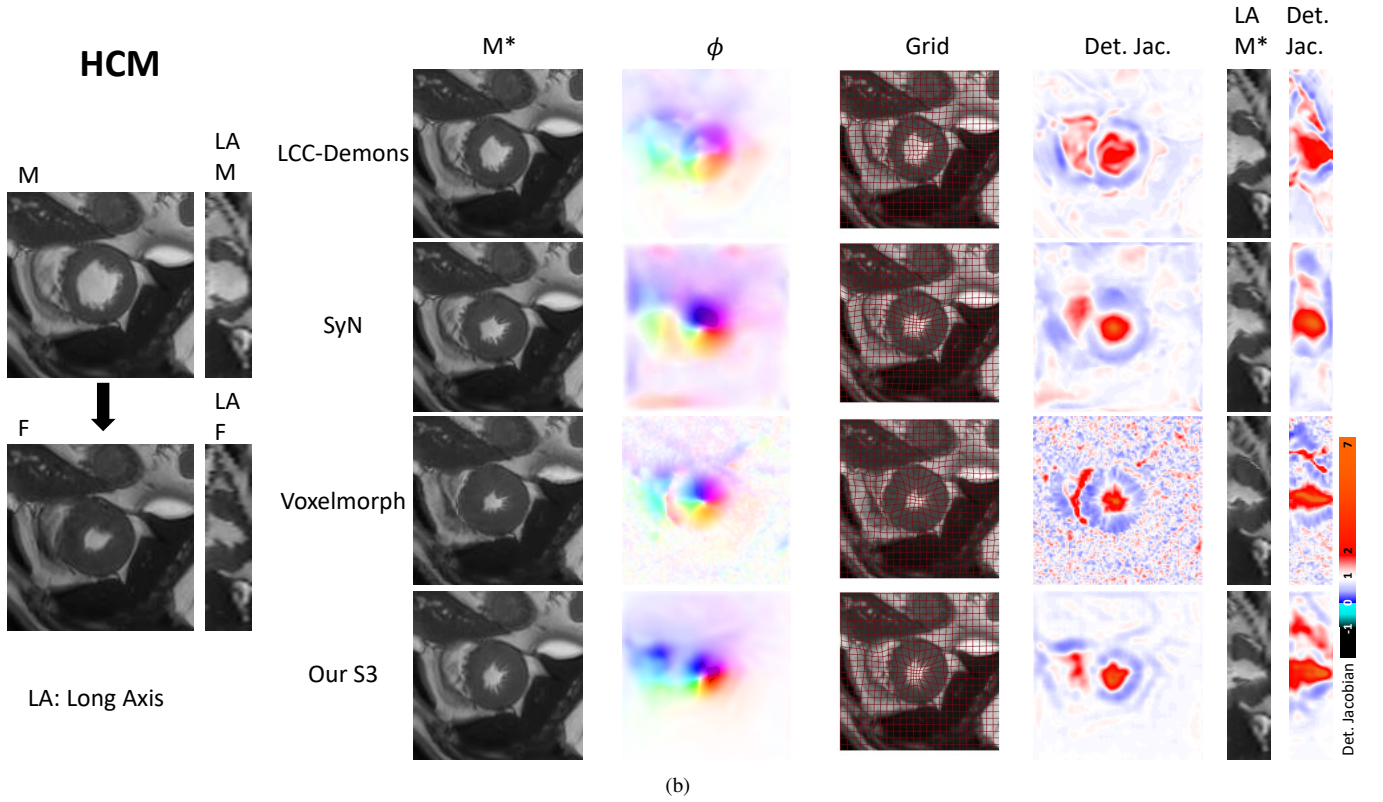 HCM
M
LA
M
F
LA
F
LA: Long Axis
M*
ϕ
Grid
Det. Jac.
LA
M*
Det.
Jac.
LCC-Demons
SyN
Voxelmorph
Our S3
-1 0 1 2 7
Det. Jacobian
(b)